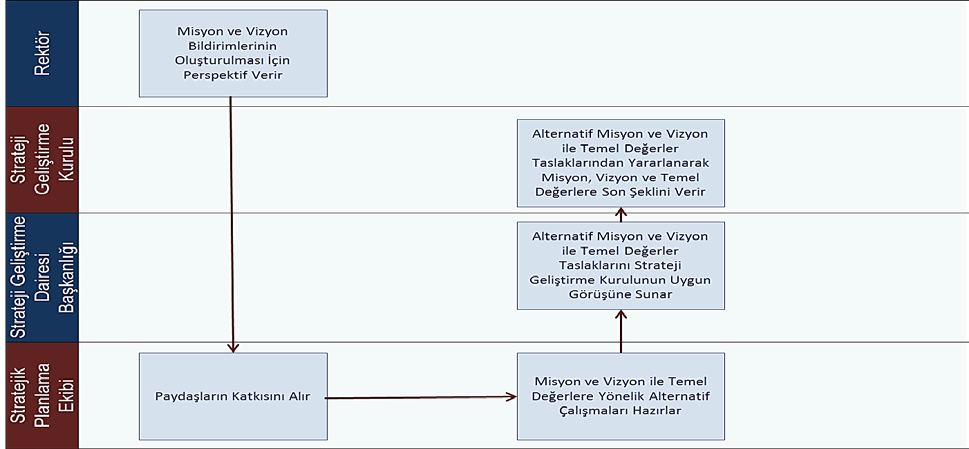 Rektör
Misyon ve Vizyon
Bildirimlerinin
Oluşturulması İçin
Perspektif Verir
Strateji
Geliştirme
Kurulu
Alternatif Misyon ve Vizyon
ile Temel Değerler
Taslaklarından Yararlanarak
Misyon, Vizyon ve Temel
Değerlere Son Şeklini Verir
Strateji Geliştirme
Dairesi
Başkanlığı
Alternatif Misyon ve Vizyon
ile Temel Değerler
Taslaklarını Strateji
Geliştirme Kurulunun Uygun
Görüşüne Sunar
Stratejik
Planlama
Ekibi
Paydaşların Katkısını Alır
Misyon ve Vizyon ile Temel
Değerlere Yönelik Alternatif
Çalışmaları Hazırlar